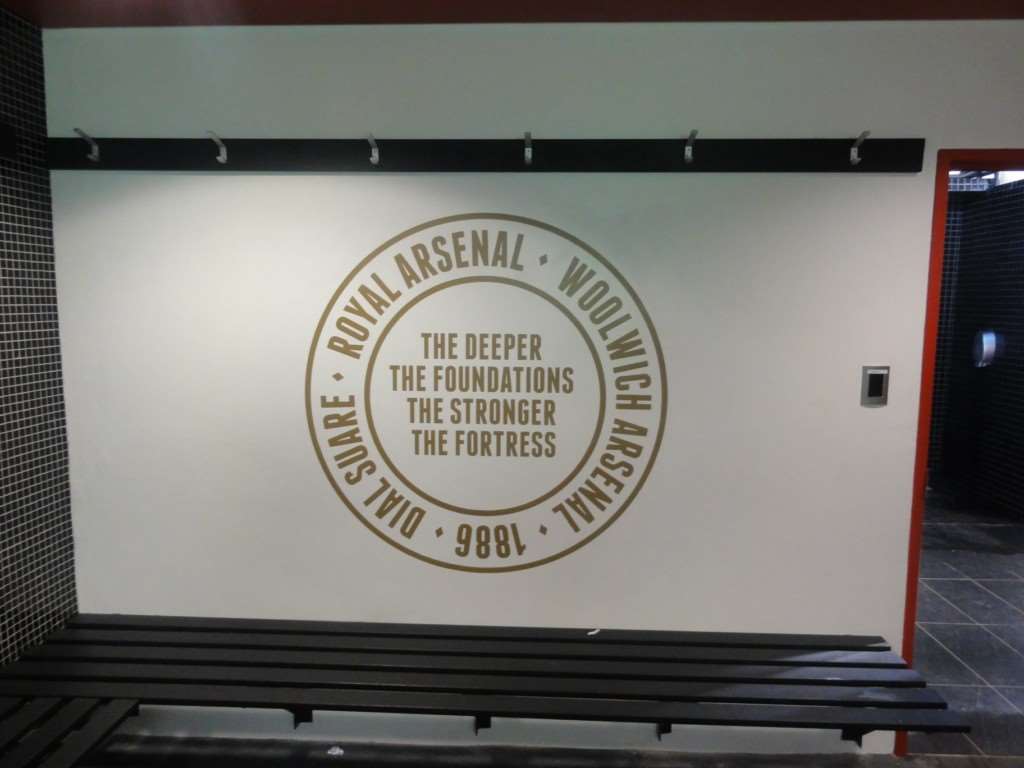 ROYAL ARSENAL · WOOLWICH ARSENAL · 1886 · DIAL SUARE ·
THE DEEPER
THE FOUNDATIONS
THE STRONGER
THE FORTRESS